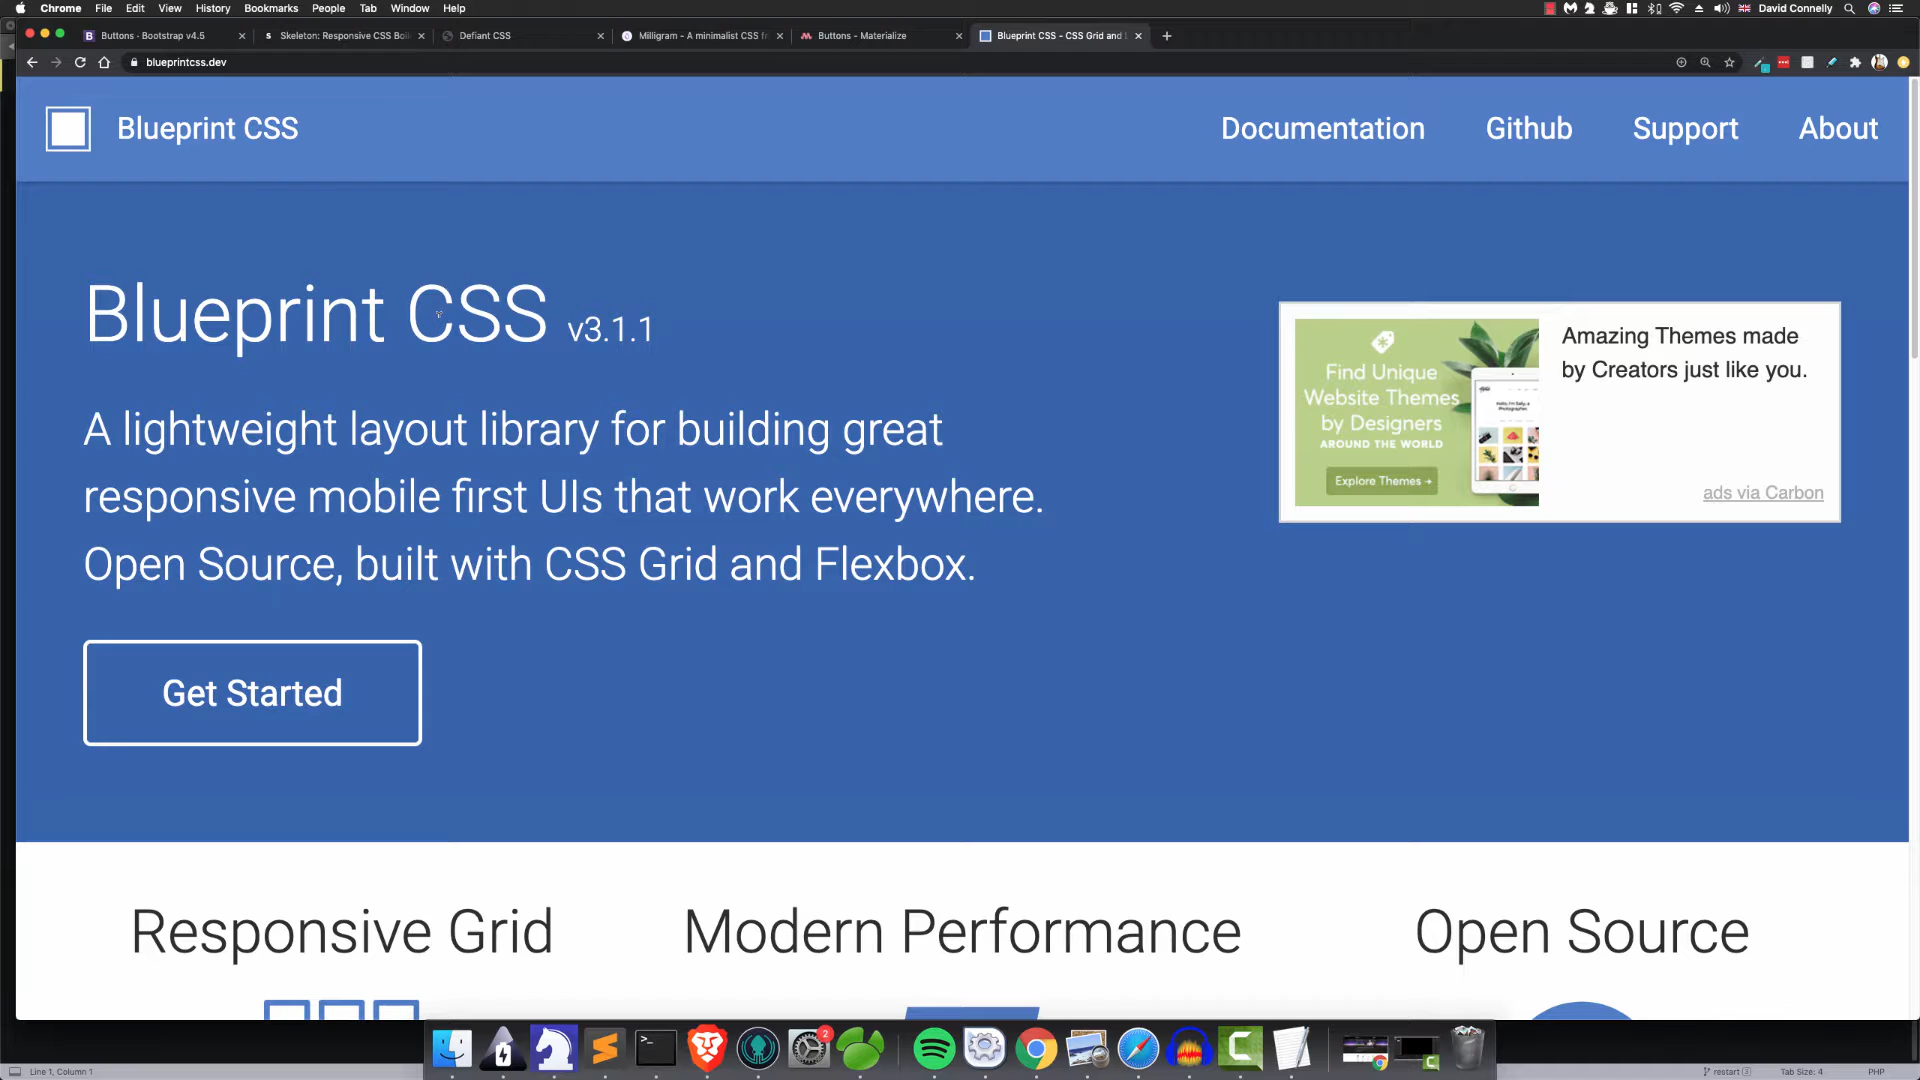 Chrome File Edit View History Bookmarks People Tab Window Help David Connelly
Buttons · Bootstrap v4.5
Skeleton: Responsive CSS Boil
Defiant CSS
Milligram - A minimalist CSS fr
Buttons - Materialize
Blueprint CSS - CSS Grid and
blueprintcss.dev
Blueprint CSS
Documentation Github Support About
Blueprint CSS v3.1.1
A lightweight layout library for building great
responsive mobile first UIs that work everywhere.
Open Source, built with CSS Grid and Flexbox.
Get Started
Find Unique
Website Themes
by Designers
AROUND THE WORLD
Explore Themes →
Amazing Themes made
by Creators just like you.
ads via Carbon
Responsive Grid
Modern Performance
Open Source
2
Line 1, Column 1
restart
Tab Size: 4
PHP